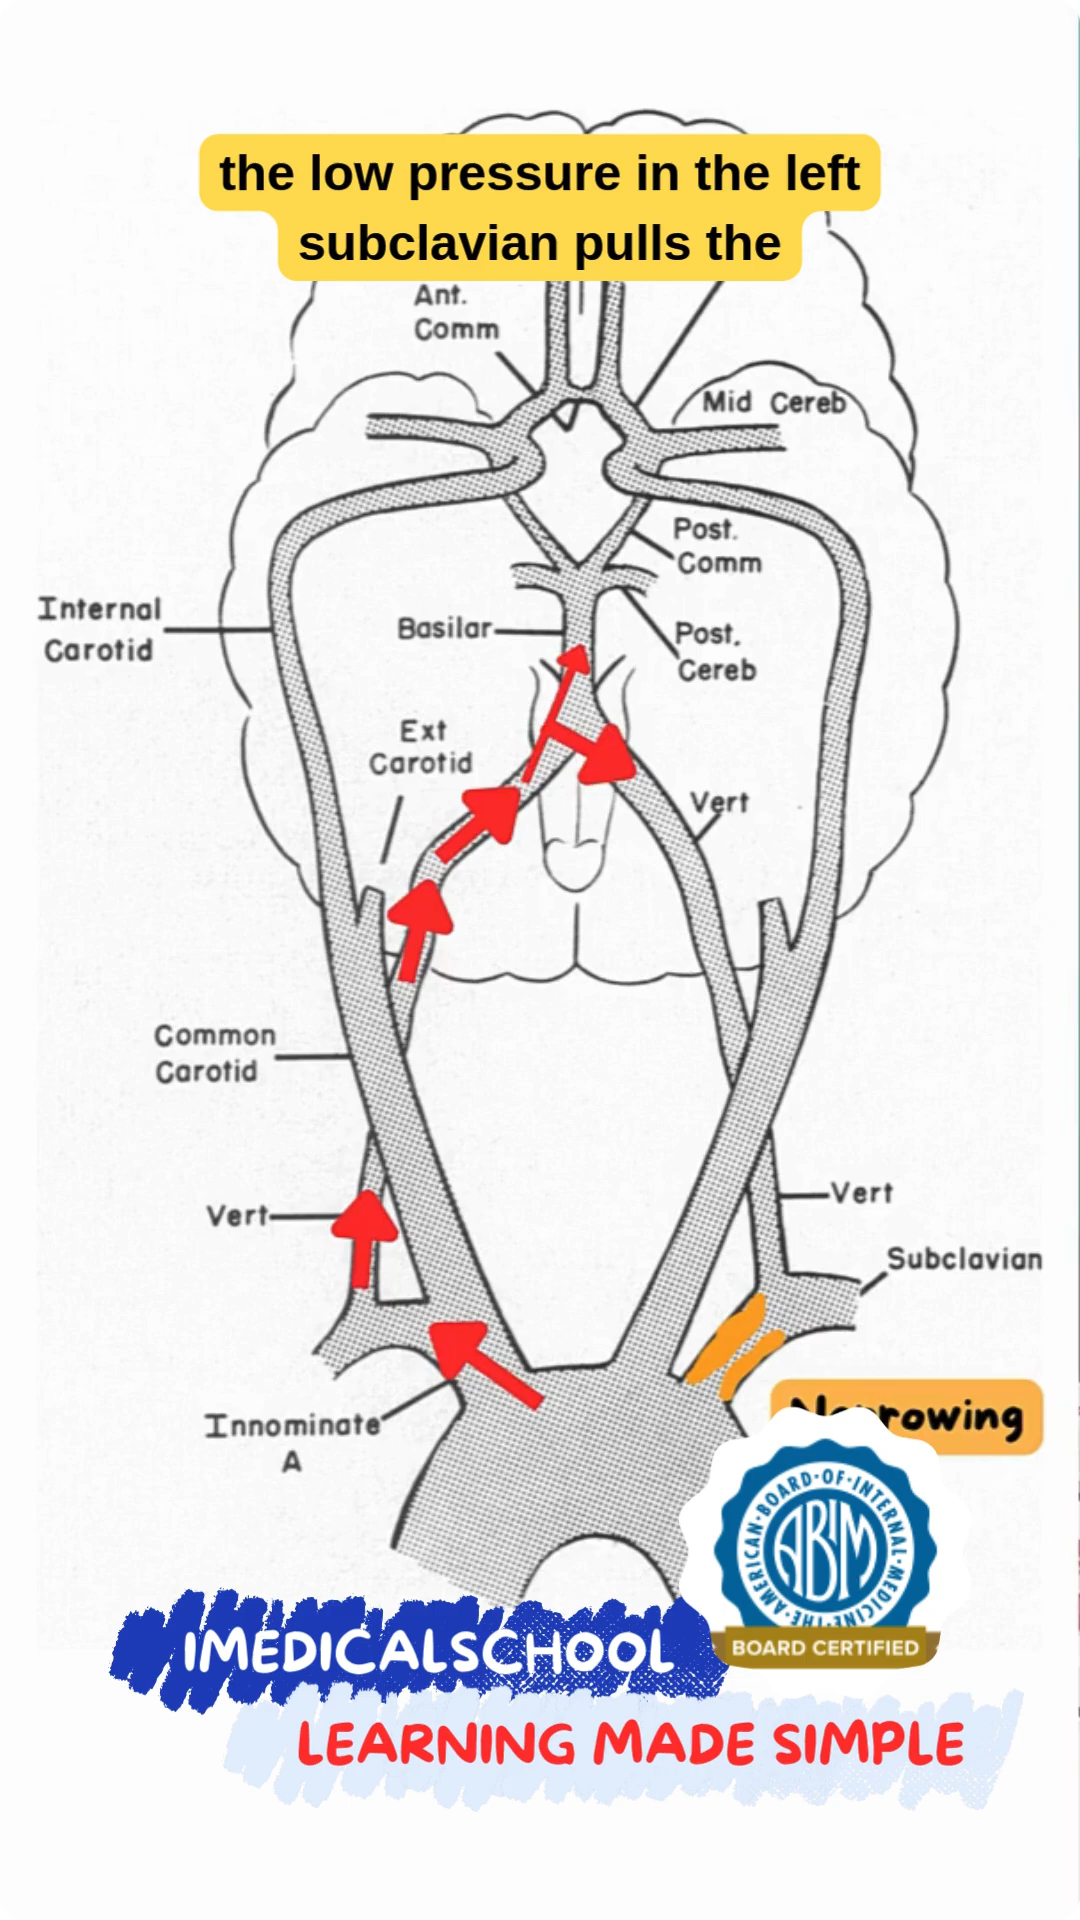 the low pressure in the left
subclavian pulls the
Ant.
Comm
Mid Cereb
Post.
Comm
Internal
Carotid
Basilar
Post.
Cereb
Ext
Carotid
Vert
Common
Carotid
Vert
Vert
Subclavian
Innominate
A
Narrowing
AMERICAN·BOARD·OF·INTERNAL·MEDICINE·THE·
ABIM
BOARD CERTIFIED
IMEDICALSCHOOL
LEARNING MADE SIMPLE